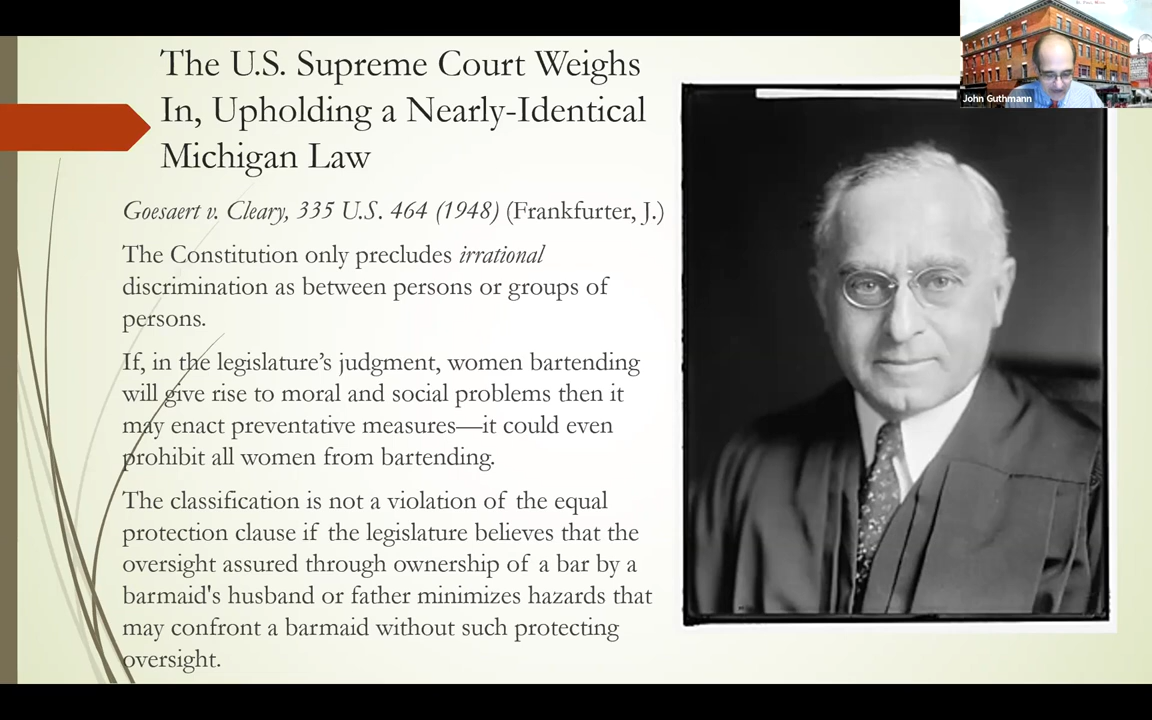 The U.S. Supreme Court Weighs
In, Upholding a Nearly-Identical
Michigan Law
Goesaert v. Cleary, 335 U.S. 464 (1948) (Frankfurter, J.)
The Constitution only precludes irrational
discrimination as between persons or groups of
persons.
If, in the legislature’s judgment, women bartending
will give rise to moral and social problems then it
may enact preventative measures—it could even
prohibit all women from bartending.
The classification is not a violation of the equal
protection clause if the legislature believes that the
oversight assured through ownership of a bar by a
barmaid's husband or father minimizes hazards that
may confront a barmaid without such protecting
oversight.
John Guthmann